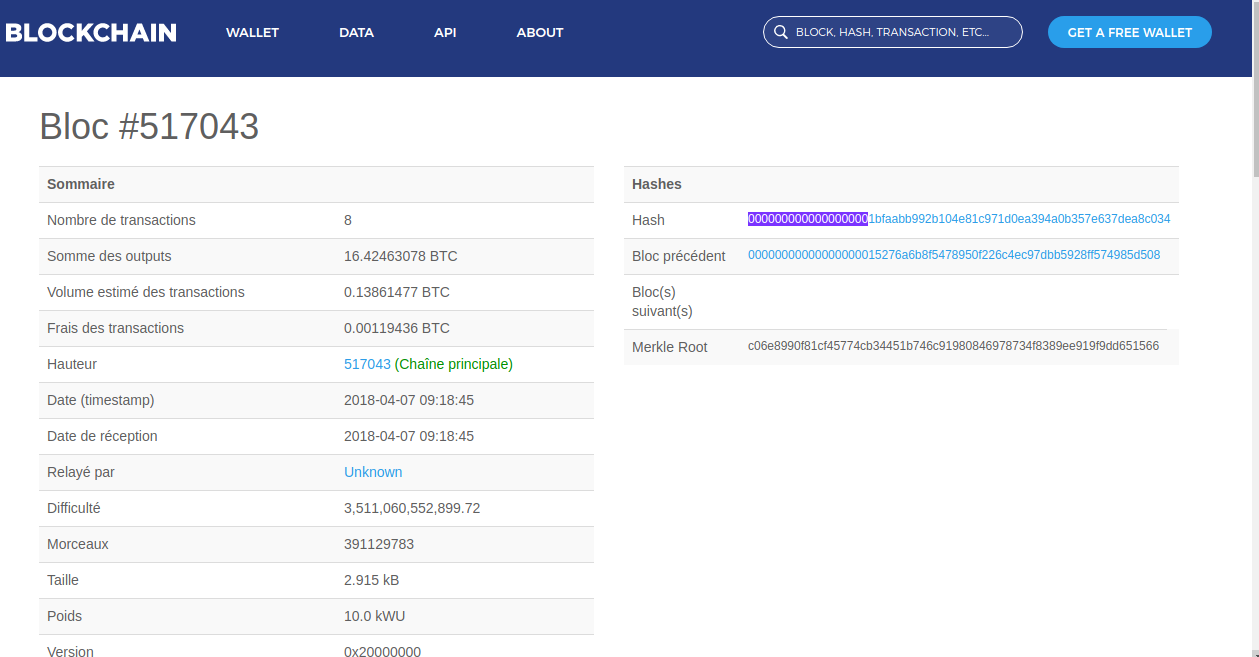 BLOCKCHAIN
WALLET
DATA
API
ABOUT
BLOCK, HASH, TRANSACTION, ETC...
GET A FREE WALLET
Bloc #517043
Sommaire
Nombre de transactions 8
Somme des outputs 16.42463078 BTC
Volume estimé des transactions 0.13861477 BTC
Frais des transactions 0.00119436 BTC
Hauteur 517043 (Chaîne principale)
Date (timestamp) 2018-04-07 09:18:45
Date de réception 2018-04-07 09:18:45
Relayé par Unknown
Difficulté 3,511,060,552,899.72
Morceaux 391129783
Taille 2.915 kB
Poids 10.0 kWU
Version 0x20000000
Hashes
Hash 0000000000000000001bfaabb992b104e81c971d0ea394a0b357e637dea8c034
Bloc précédent 00000000000000000015276a6b8f5478950f226c4ec97dbb5928ff574985d508
Bloc(s)
suivant(s)
Merkle Root c06e8990f81cf45774cb34451b746c91980846978734f8389ee919f9dd651566